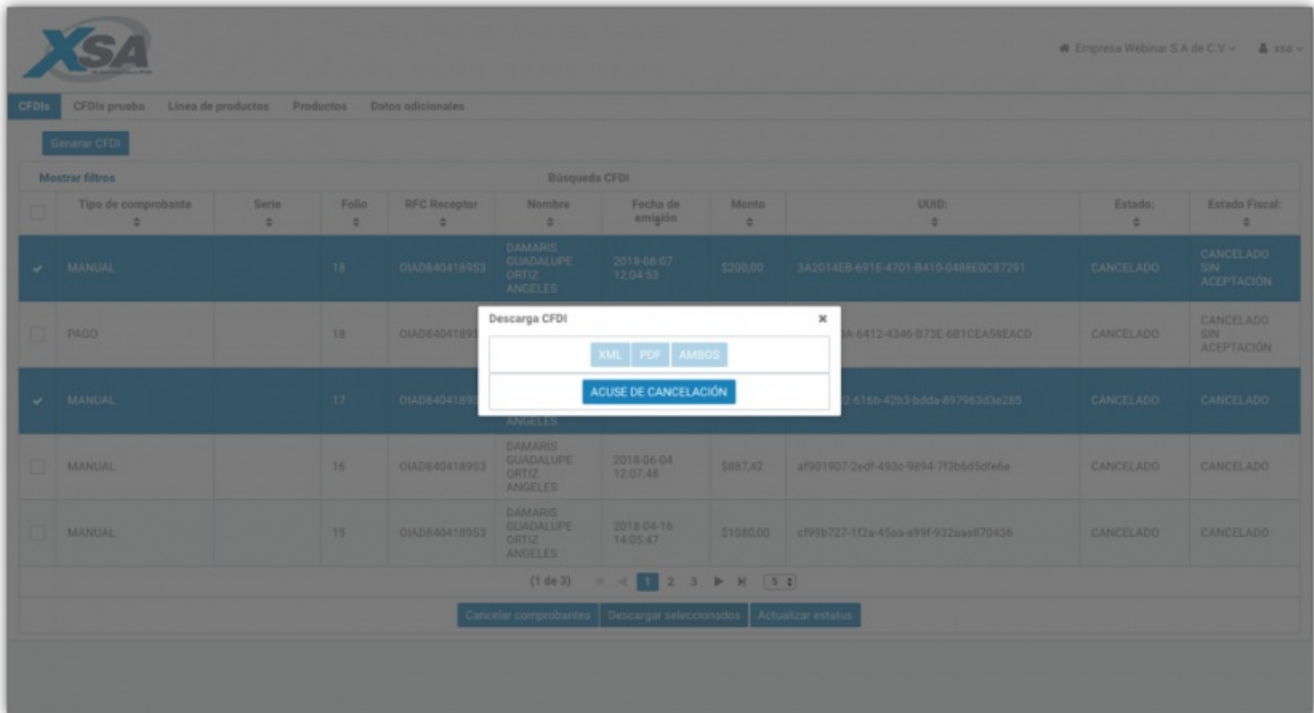 XSA
Empresa Webinar S.A de C.V
xsa
CFDIs CFDIs prueba Línea de productos Productos Datos adicionales
Generar CFDI
Mostrar filtros Búsqueda CFDI
Tipo de comprobante Serie Folio RFC Receptor Nombre Fecha de emisión Monto UUID: Estado: Estado Fiscal:
MANUAL 18 OIAD8404189S3 DAMARIS GUADALUPE ORTIZ ANGELES 2018-08-07 12:04:53 $200,00 3A2014EB-691E-4701-B410-0488EDC87291 CANCELADO CANCELADO SIN ACEPTACIÓN
PAGO 18 CANCELADO CANCELADO SIN ACEPTACIÓN
MANUAL 17 ANGELES CANCELADO CANCELADO
MANUAL 16 OIAD8404189S3 DAMARIS GUADALUPE ORTIZ ANGELES 2018-06-04 12:07:48 $887,42 af901907-2edf-493c-9894-7f3b6d5dfe6e CANCELADO CANCELADO
MANUAL 15 OIAD8404189S3 DAMARIS GUADALUPE ORTIZ ANGELES 2018-04-16 14:05:47 $1080,00 cf99b727-1f2a-45aa-a99f-932aaa870436 CANCELADO CANCELADO
Descarga CFDI
XML PDF AMBOS
ACUSE DE CANCELACIÓN
(1 de 3) 1 2 3 5
Cancelar comprobantes Descargar seleccionados Actualizar estatus